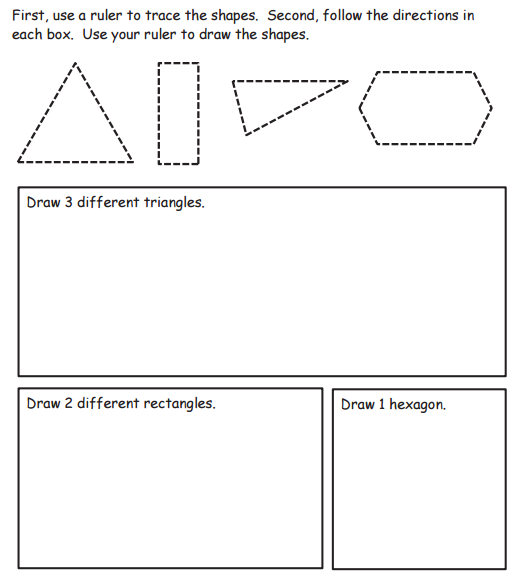 First, use a ruler to trace the shapes.  Second, follow the directions in
each box.  Use your ruler to draw the shapes.
Draw 3 different triangles.
Draw 2 different rectangles.
Draw 1 hexagon.